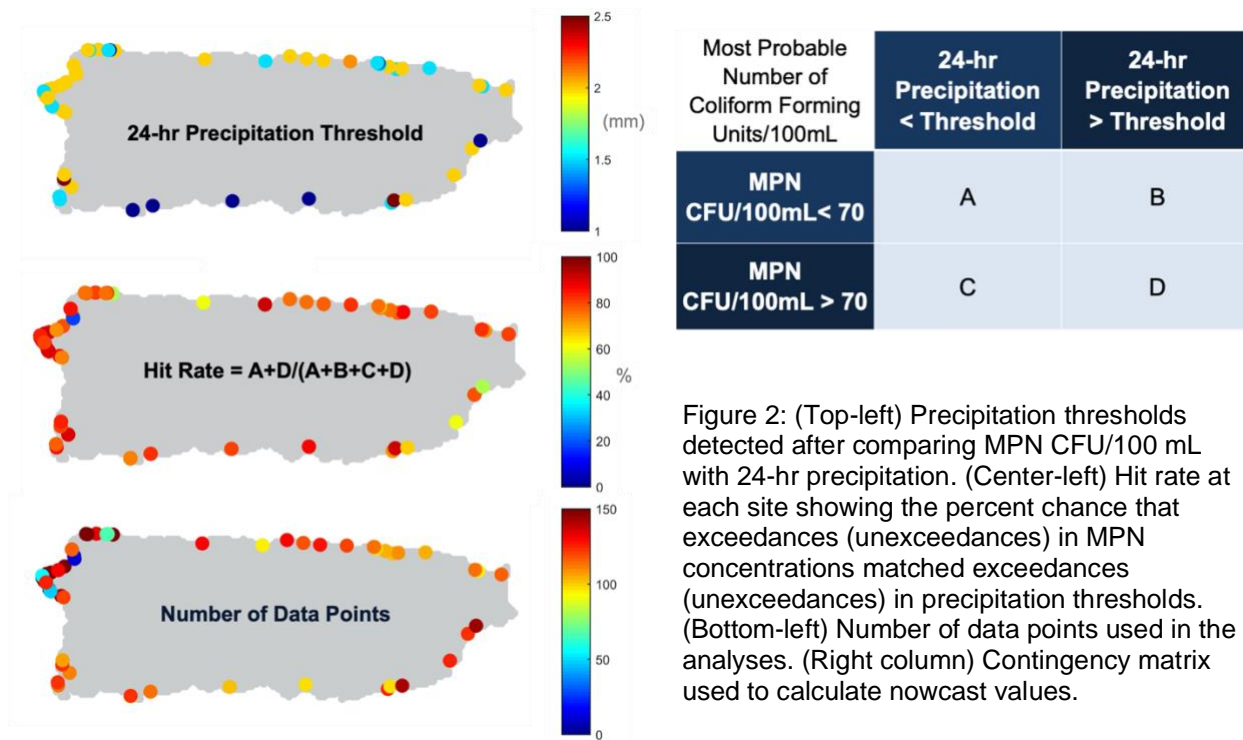 24-hr Precipitation Threshold
2.5
2
(mm)
1.5
1
Hit Rate = A+D/(A+B+C+D)
100
80
60
%
40
20
0
Number of Data Points
150
100
50
0
Most Probable
Number of
Coliform Forming
Units/100mL
24-hr
Precipitation
< Threshold
24-hr
Precipitation
> Threshold
MPN
CFU/100mL< 70
A
B
MPN
CFU/100mL > 70
C
D
Figure 2: (Top-left) Precipitation thresholds
detected after comparing MPN CFU/100 mL
with 24-hr precipitation. (Center-left) Hit rate at
each site showing the percent chance that
exceedances (unexceedances) in MPN
concentrations matched exceedances
(unexceedances) in precipitation thresholds.
(Bottom-left) Number of data points used in the
analyses. (Right column) Contingency matrix
used to calculate nowcast values.